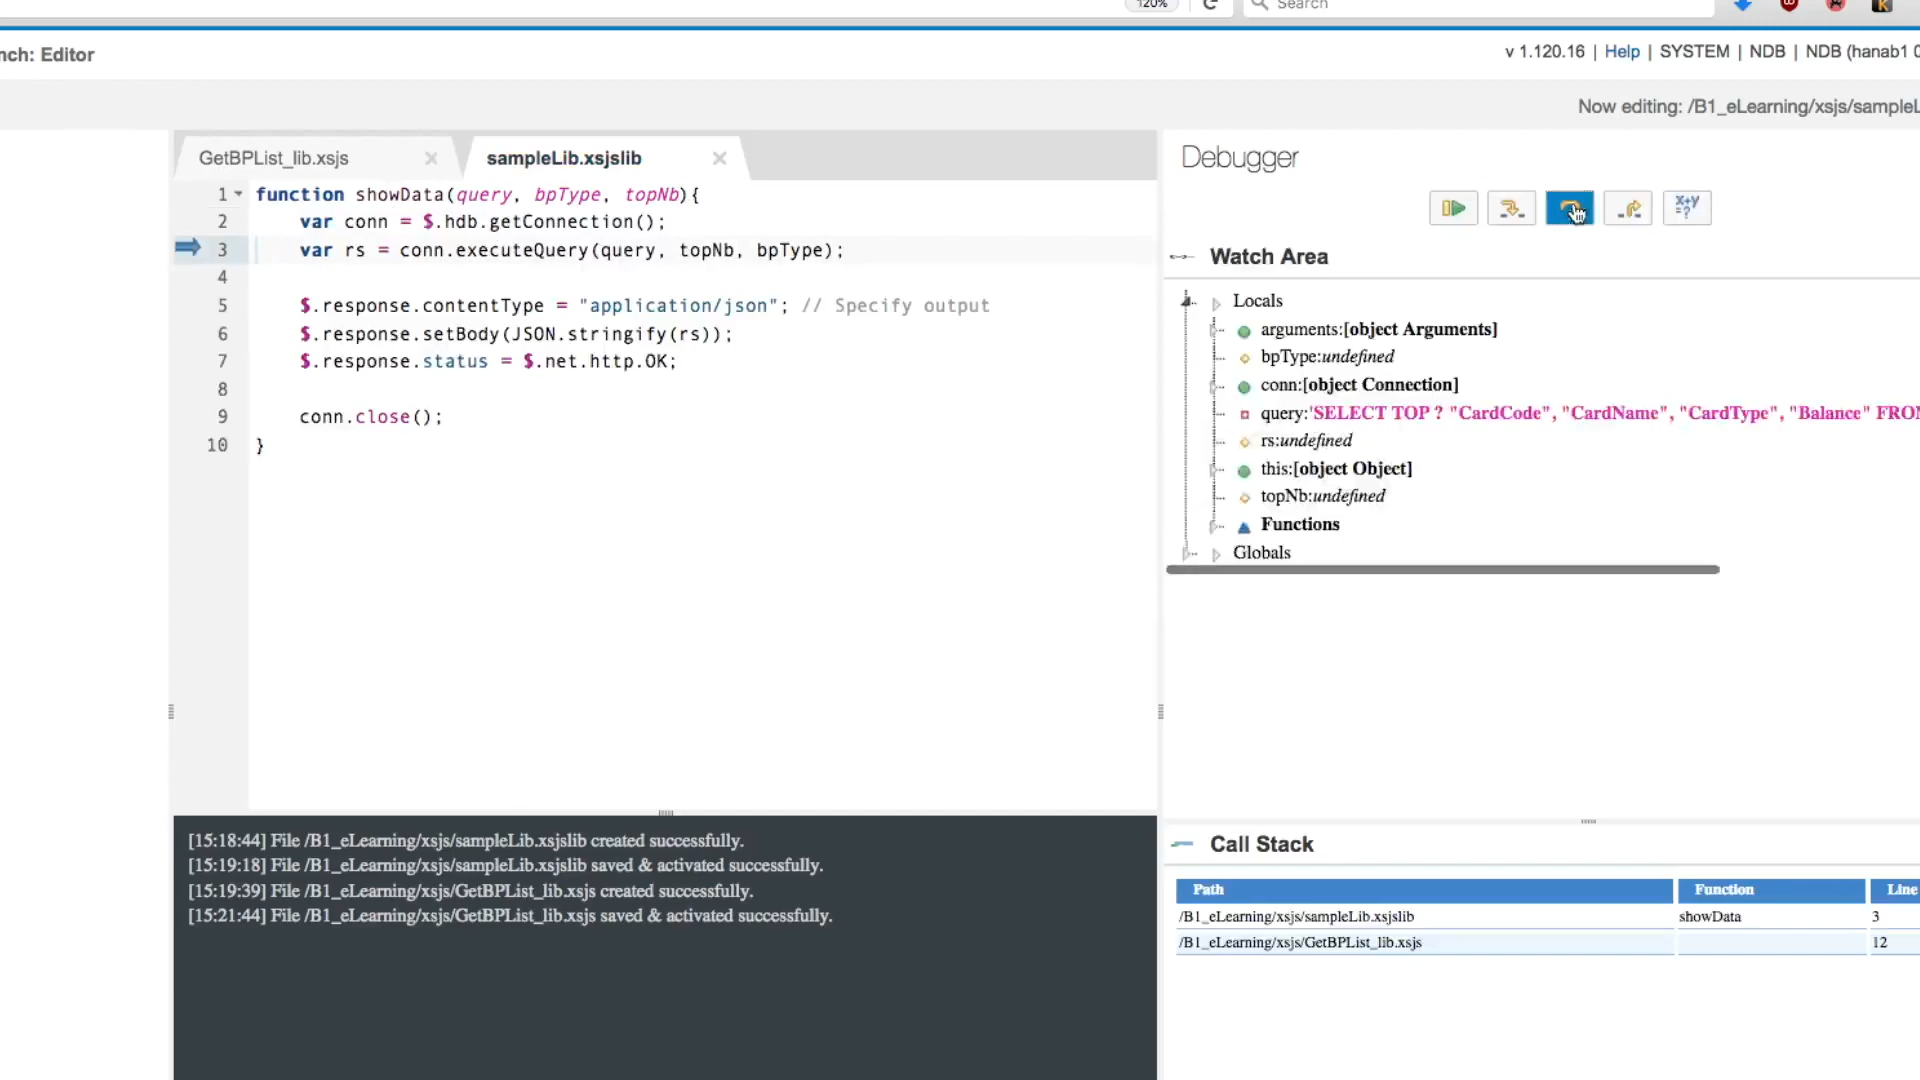 120%
Search
nch: Editor
v 1.120.16 | Help | SYSTEM | NDB | NDB (hanab1 0
Now editing: /B1_eLearning/xsjs/sampleL
GetBPList_lib.xsjs
sampleLib.xsjslib
1 function showData(query, bpType, topNb){
2 var conn = $.hdb.getConnection();
3 var rs = conn.executeQuery(query, topNb, bpType);
4
5 $.response.contentType = "application/json"; // Specify output
6 $.response.setBody(JSON.stringify(rs));
7 $.response.status = $.net.http.OK;
8
9 conn.close();
10 }
[15:18:44] File /B1_eLearning/xsjs/sampleLib.xsjslib created successfully.
[15:19:18] File /B1_eLearning/xsjs/sampleLib.xsjslib saved & activated successfully.
[15:19:39] File /B1_eLearning/xsjs/GetBPList_lib.xsjs created successfully.
[15:21:44] File /B1_eLearning/xsjs/GetBPList_lib.xsjs saved & activated successfully.
Debugger
x+y
=?
Watch Area
Locals
arguments:[object Arguments]
bpType:undefined
conn:[object Connection]
query:'SELECT TOP ? "CardCode", "CardName", "CardType", "Balance" FROM
rs:undefined
this:[object Object]
topNb:undefined
Functions
Globals
Call Stack
Path Function Line
/B1_eLearning/xsjs/sampleLib.xsjslib showData 3
/B1_eLearning/xsjs/GetBPList_lib.xsjs 12